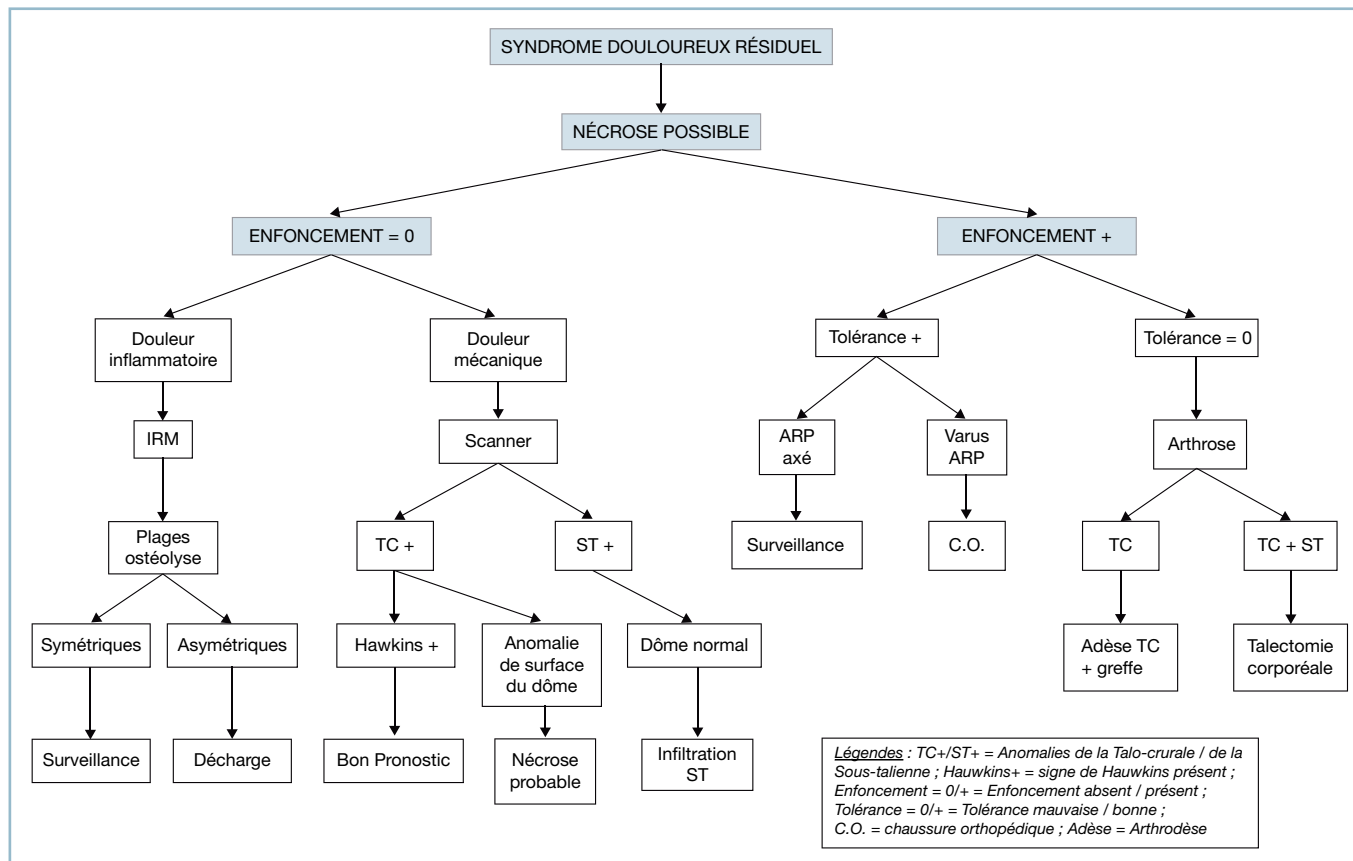 SYNDROME DOULOUREUX RÉSIDUEL
NÉCROSE POSSIBLE
ENFONCEMENT = 0
ENFONCEMENT +
Douleur
inflammatoire
Douleur
mécanique
Tolérance +
Tolérance = 0
IRM
Scanner
ARP
axé
Varus
ARP
Arthrose
Plages
ostéolyse
TC +
ST +
Surveillance
C.O.
TC
TC + ST
Symétriques
Asymétriques
Hawkins +
Anomalie
de surface
du dôme
Dôme normal
Adèse TC
+ greffe
Talectomie
corporéale
Surveillance
Décharge
Bon Pronostic
Nécrose
probable
Infiltration
ST
Légendes : TC+/ST+ = Anomalies de la Talo-crurale / de la
Sous-talienne ; Hauwkins+ = signe de Hauwkins présent ;
Enfoncement = 0/+ = Enfoncement absent / présent ;
Tolérance = 0/+ = Tolérance mauvaise / bonne ;
C.O. = chaussure orthopédique ; Adèse = Arthrodèse